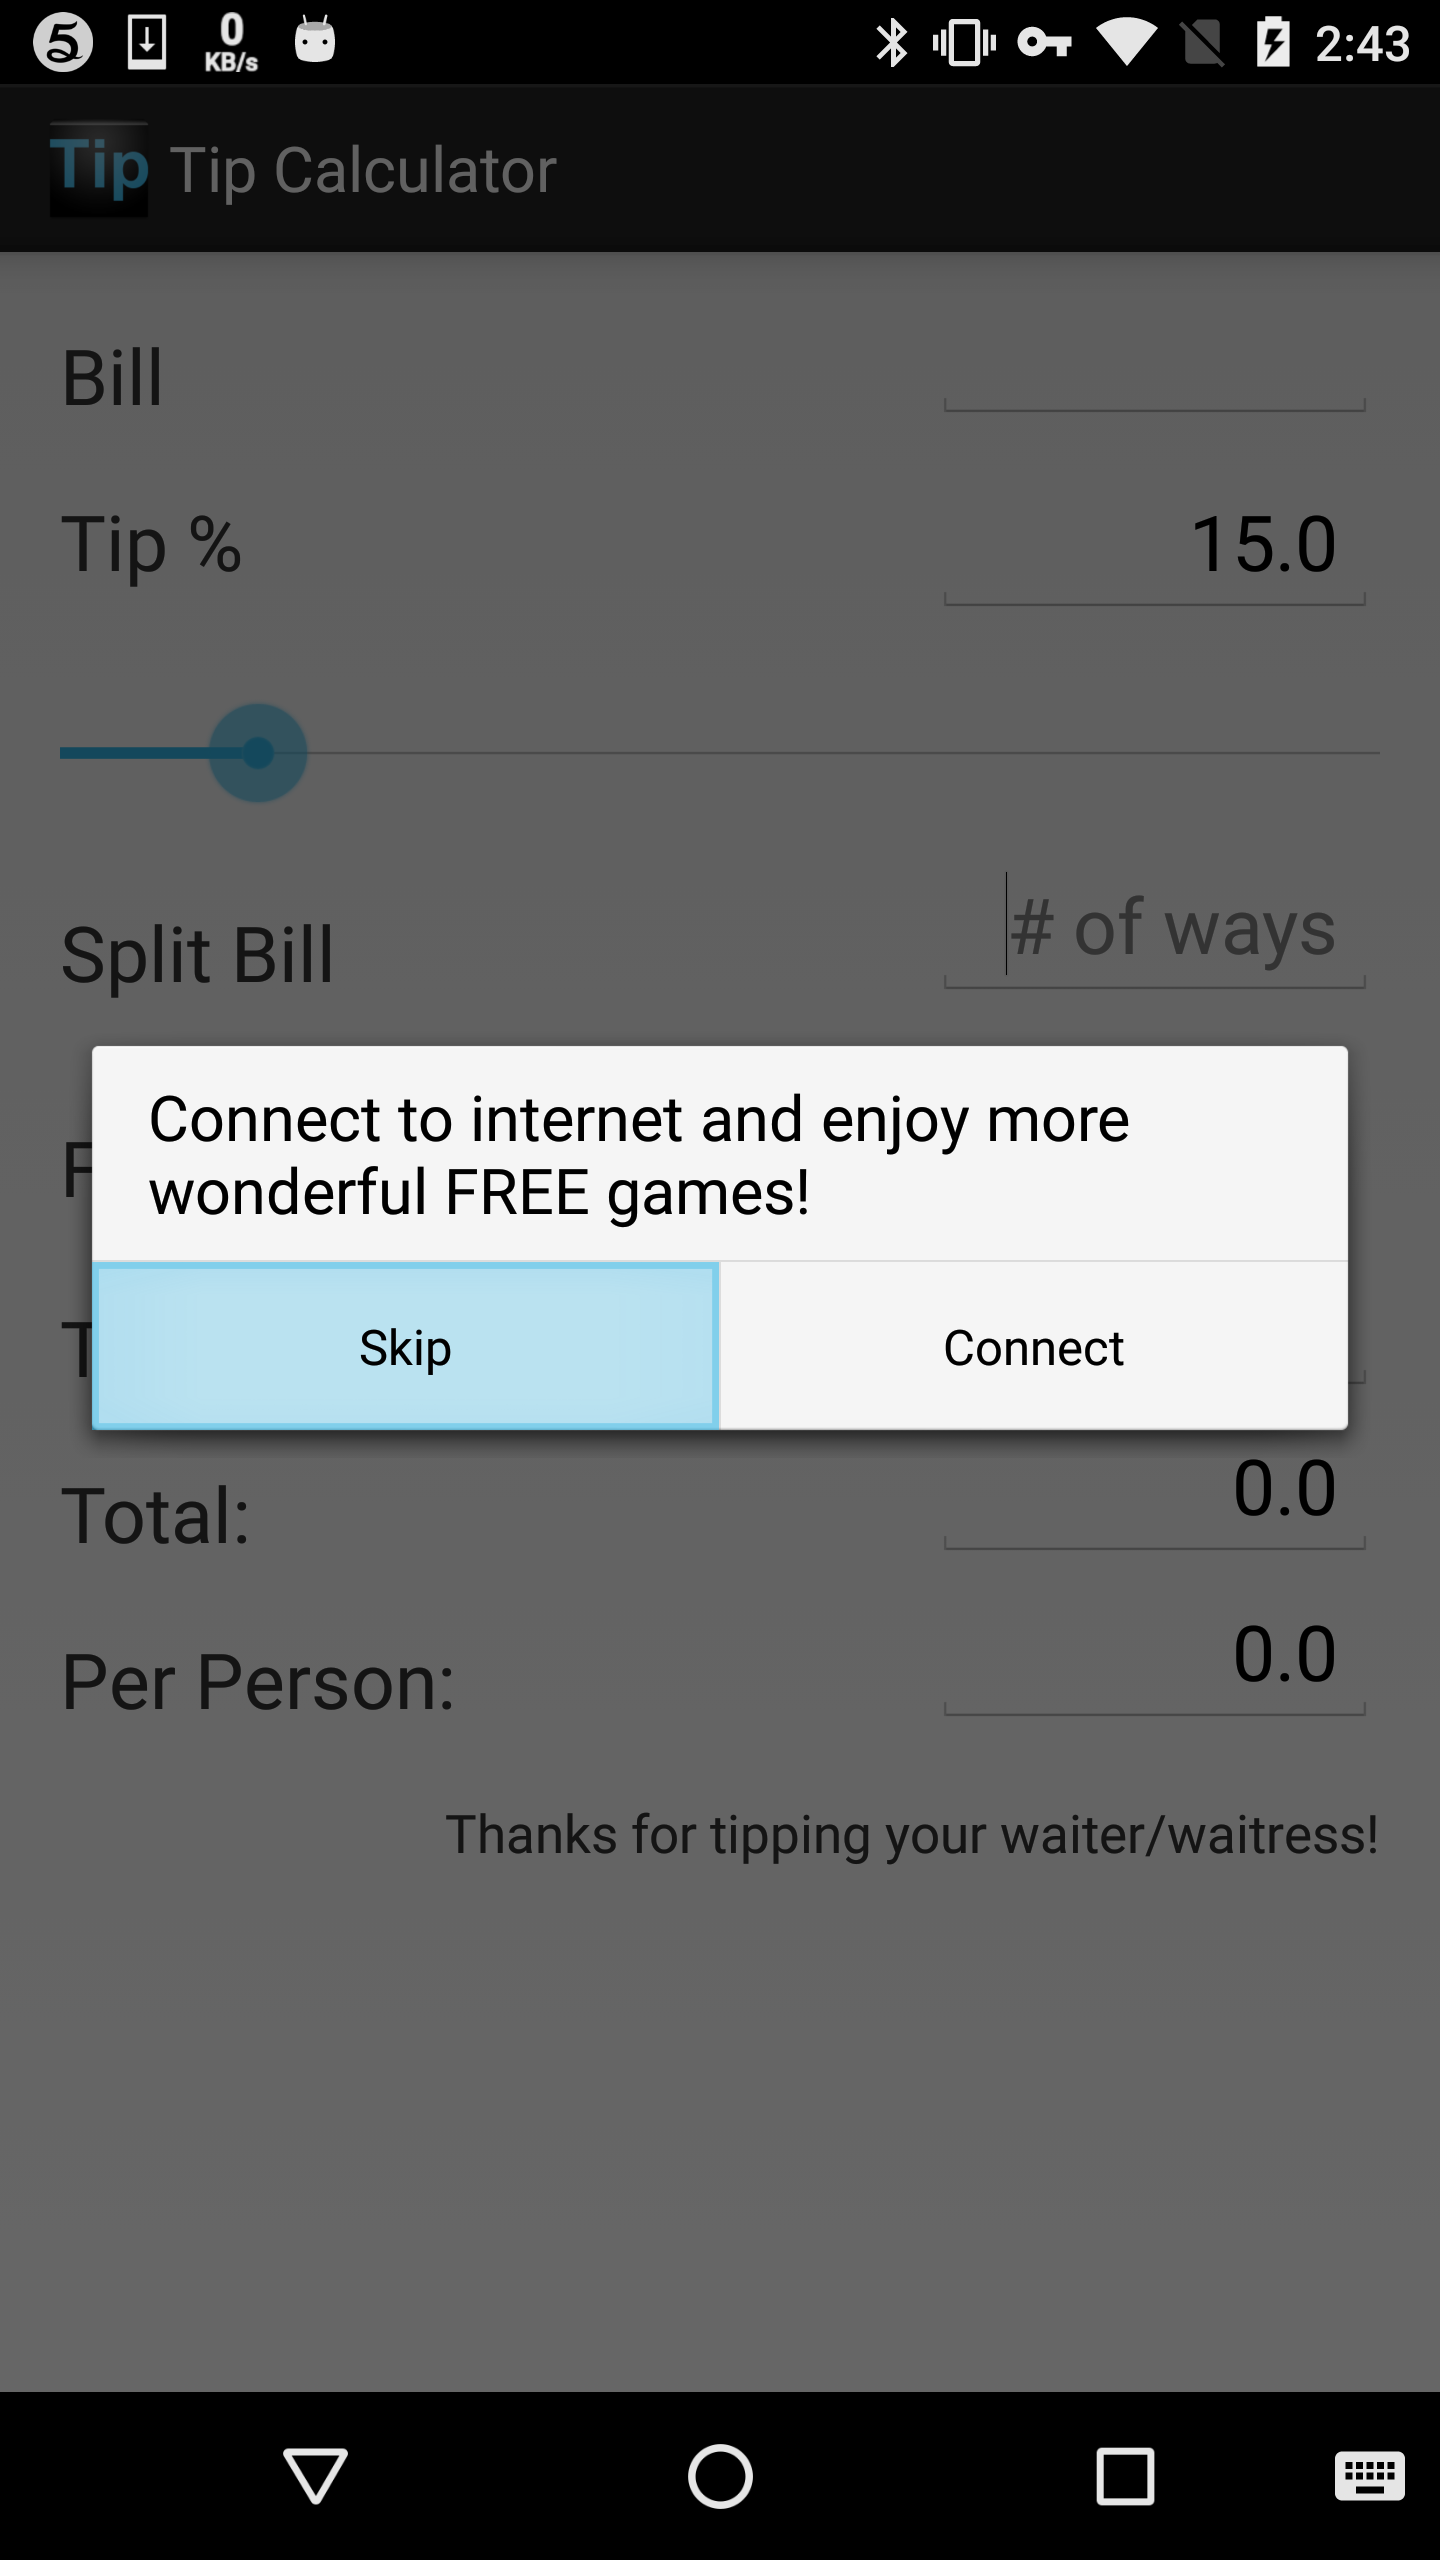 5 0 KB/s 2:43
Tip Tip Calculator
Bill
Tip % 15.0
Split Bill # of ways
F
Connect to internet and enjoy more
wonderful FREE games!
T
Skip Connect
Total: 0.0
Per Person: 0.0
Thanks for tipping your waiter/waitress!